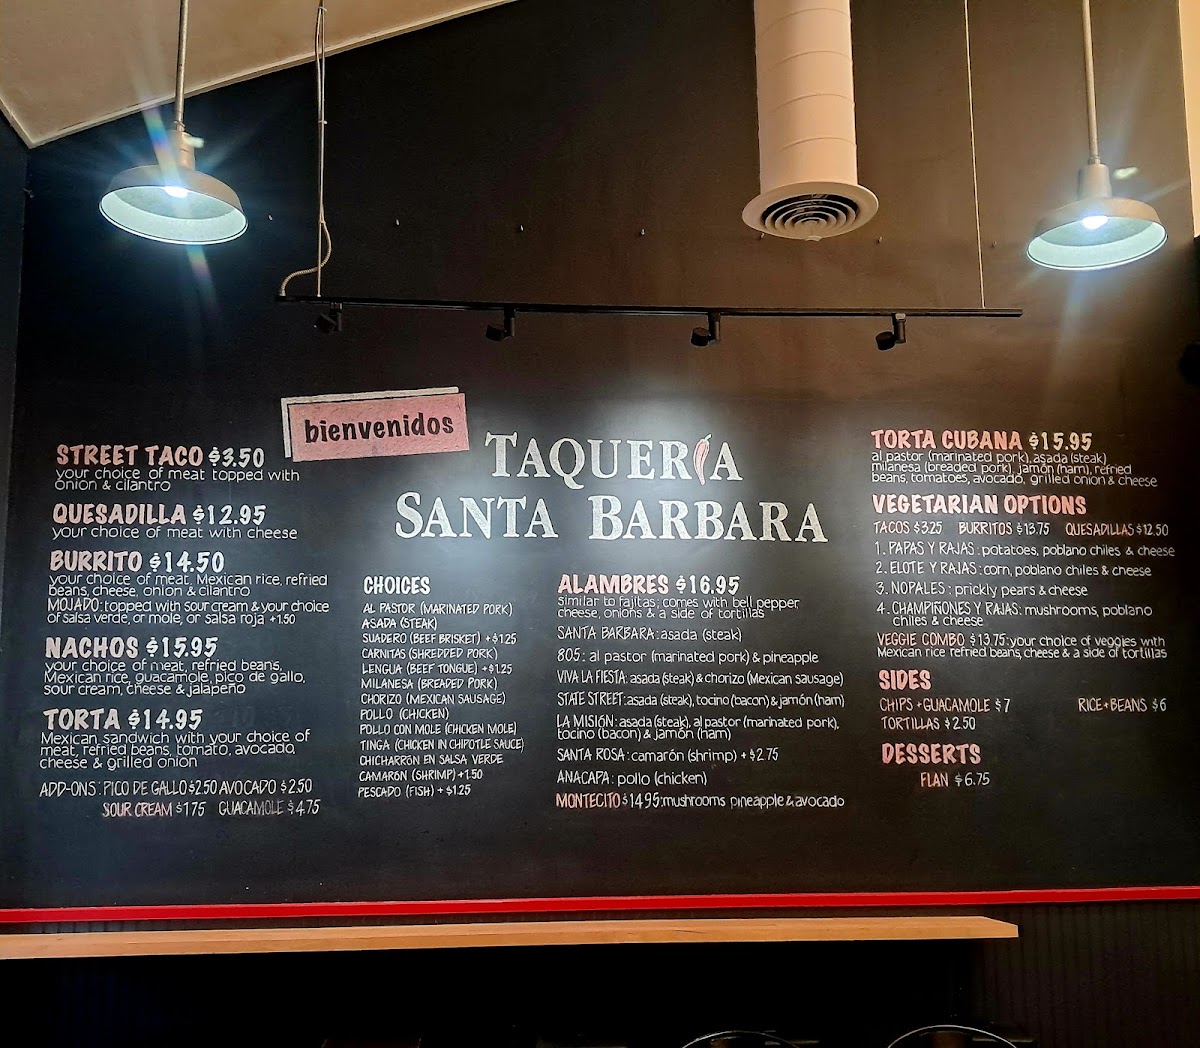 bienvenidos
TAQUERÍA
SANTA BARBARA
STREET TACO $3.50
your choice of meat topped with
onion & cilantro
QUESADILLA $12.95
your choice of meat with cheese
BURRITO $14.50
your choice of meat, Mexican rice, refried
beans, cheese, onion & cilantro
MOJADO: topped with sour cream & your choice
of salsa verde, or mole, or salsa roja +1.50
NACHOS $15.95
your choice of meat, refried beans,
Mexican rice, guacamole, pico de gallo,
sour cream, cheese & jalapeño
TORTA $14.95
Mexican sandwich with your choice of
meat, refried beans, tomato, avocado,
cheese & grilled onion
ADD-ONS: PICO DE GALLO $2.50 AVOCADO $2.50
SOUR CREAM $1.75 GUACAMOLE $4.75
CHOICES
AL PASTOR (MARINATED PORK)
ASADA (STEAK)
SUADERO (BEEF BRISKET) +$1.25
CARNITAS (SHREDDED PORK)
LENGUA (BEEF TONGUE) +$1.25
MILANESA (BREADED PORK)
CHORIZO (MEXICAN SAUSAGE)
POLLO (CHICKEN)
POLLO CON MOLE (CHICKEN MOLE)
TINGA (CHICKEN IN CHIPOTLE SAUCE)
CHICHARRÓN EN SALSA VERDE
CAMARÓN (SHRIMP) +1.50
PESCADO (FISH) + $1.25
ALAMBRES $16.95
Similar to fajitas; comes with bell pepper,
cheese, onions & a side of tortillas
SANTA BARBARA: asada (steak)
805: al pastor (marinated pork) & pineapple
VIVA LA FIESTA: asada (steak) & chorizo (Mexican sausage)
STATE STREET: asada (steak), tocino (bacon) & jamón (ham)
LA MISIÓN: asada (steak), al pastor (marinated pork),
tocino (bacon) & jamón (ham)
SANTA ROSA: camarón (shrimp) + $2.75
ANACAPA: pollo (chicken)
MONTECITO $14.95: mushrooms pineapple & avocado
TORTA CUBANA $15.95
al pastor (marinated pork), asada (steak)
milanesa (breaded pork), jamón (ham), refried
beans, tomatoes, avocado, grilled onion & cheese
VEGETARIAN OPTIONS
TACOS $3.25 BURRITOS $13.75 QUESADILLAS $12.50
1. PAPAS Y RAJAS: potatoes, poblano chiles & cheese
2. ELOTE Y RAJAS: corn, poblano chiles & cheese
3. NOPALES: prickly pears & cheese
4. CHAMPIÑONES Y RAJAS: mushrooms, poblano
chiles & cheese
VEGGIE COMBO $13.75: your choice of veggies with
Mexican rice refried beans, cheese & a side of tortillas
SIDES
CHIPS + GUACAMOLE $7 RICE + BEANS $6
TORTILLAS $2.50
DESSERTS
FLAN $6.75